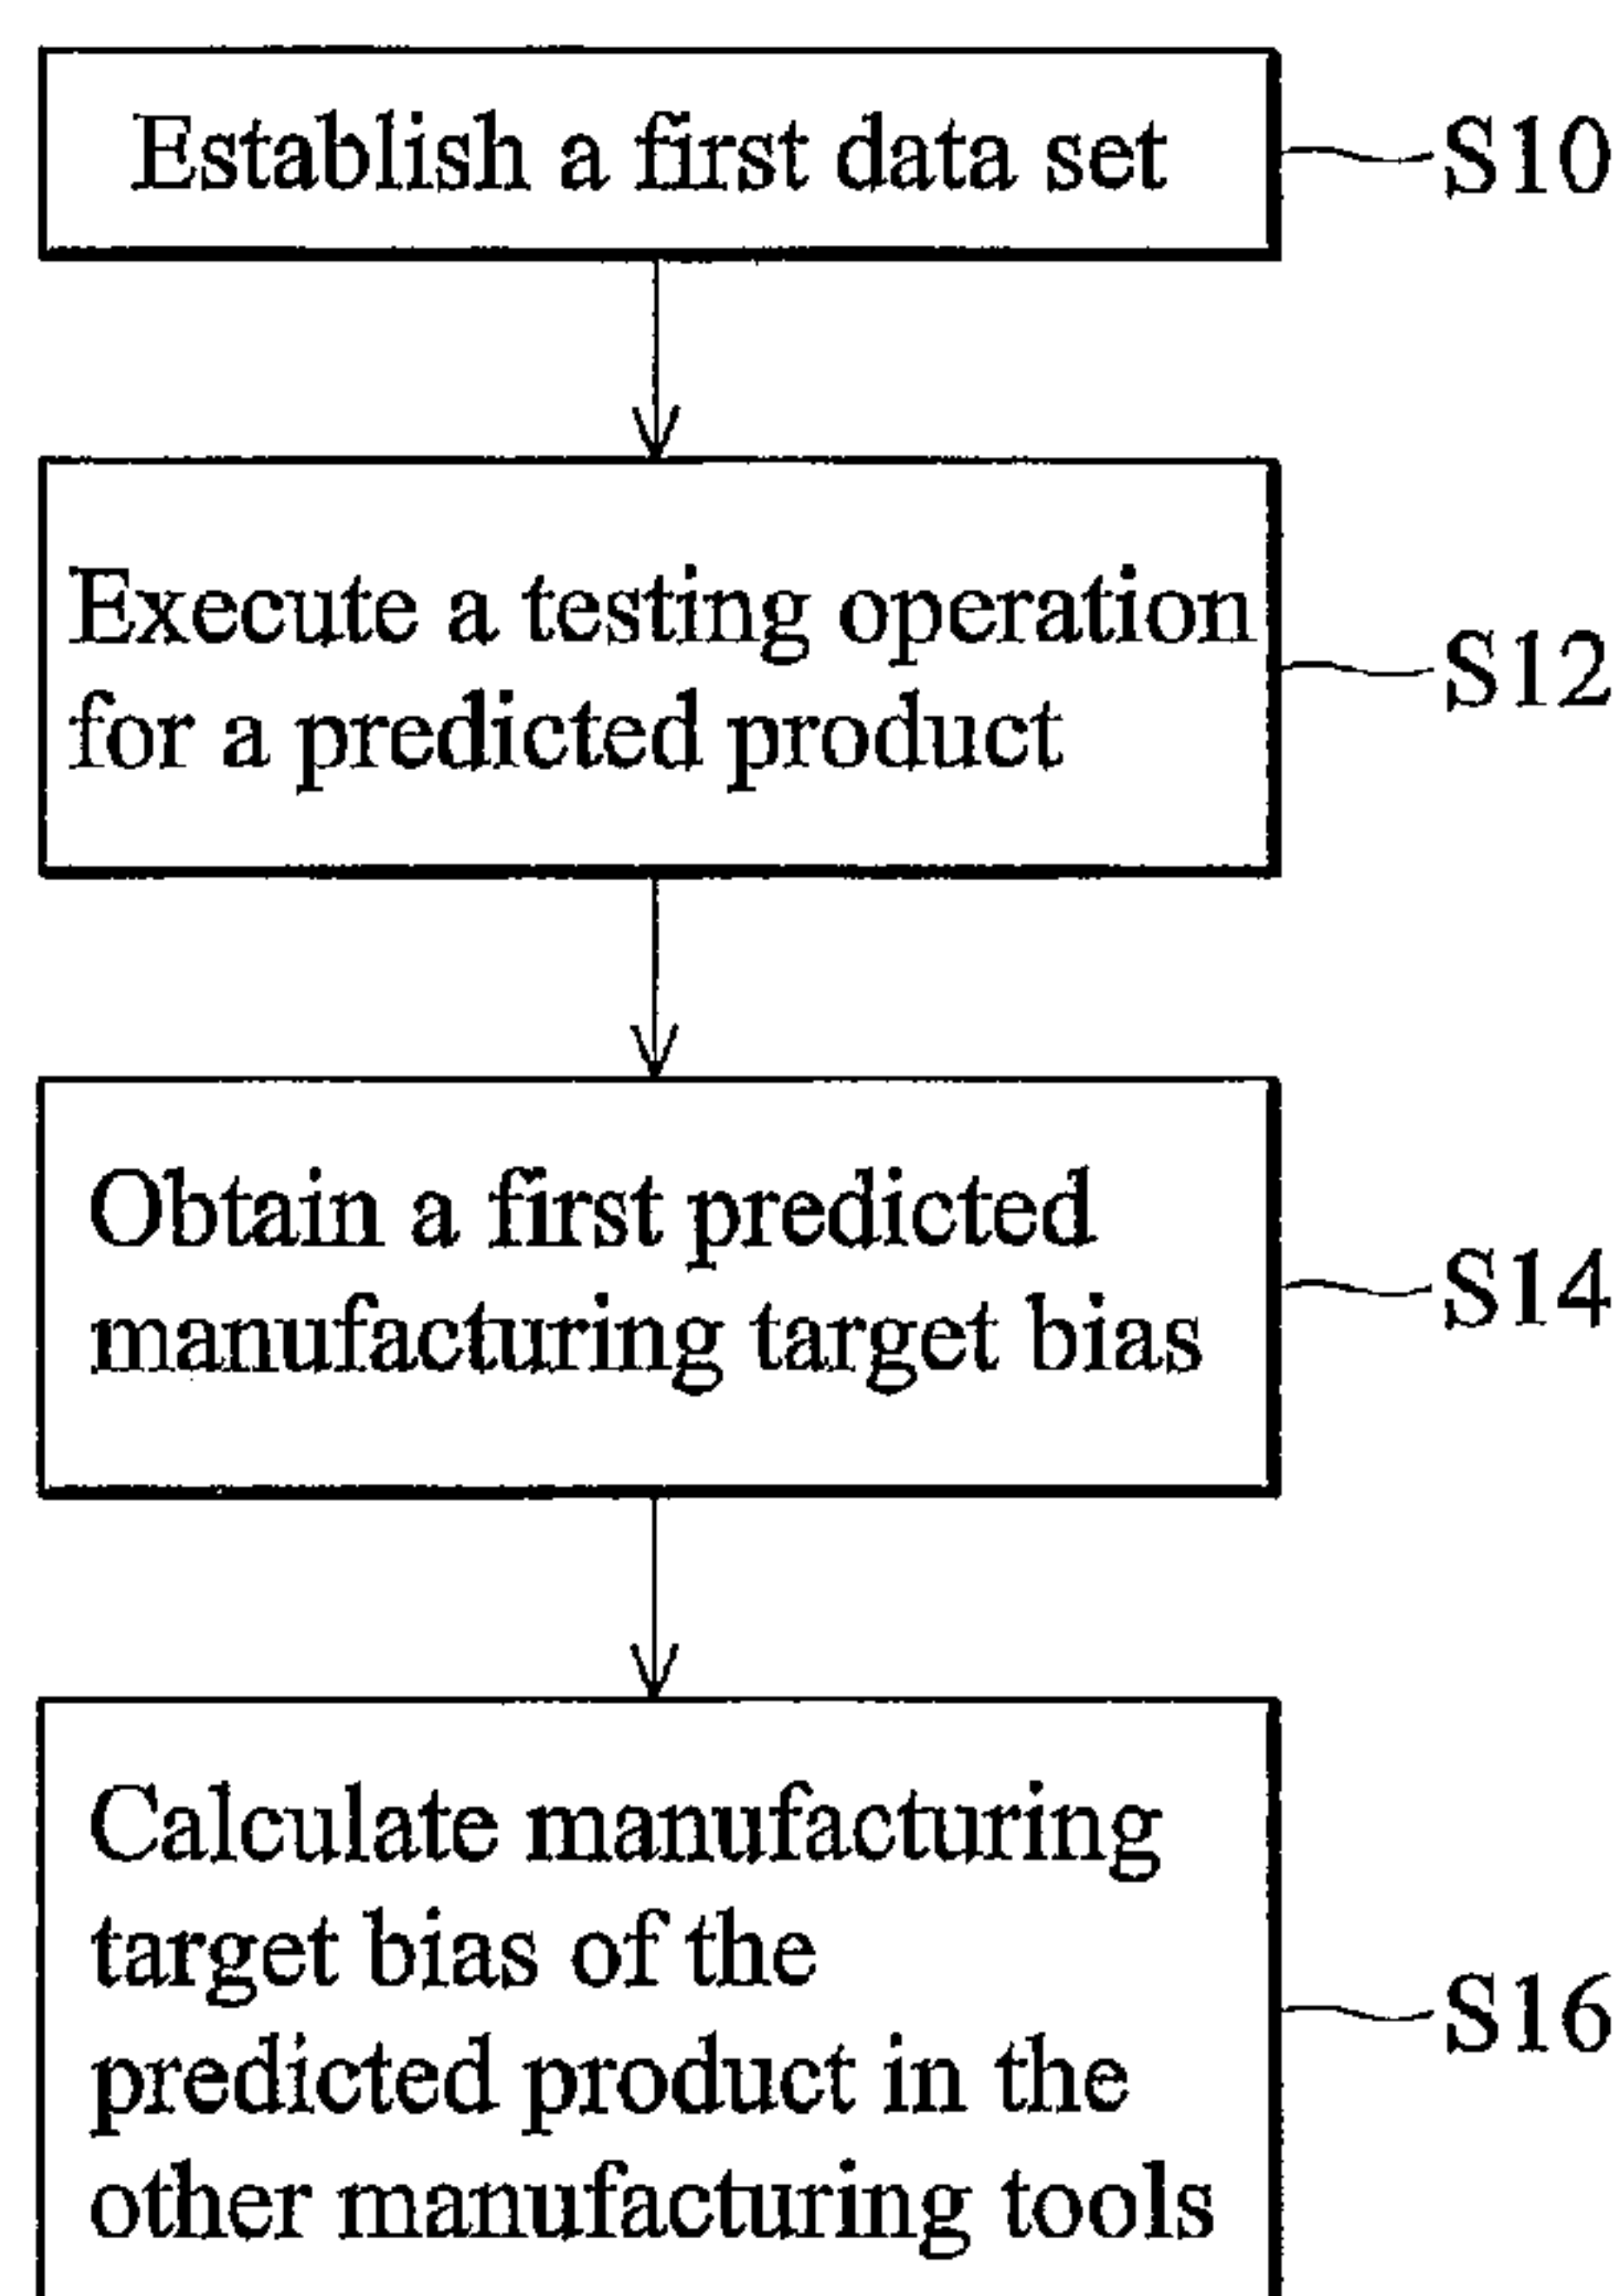 Establish a first data set
S10
Execute a testing operation
for a predicted product
S12
Obtain a first predicted
manufacturing target bias
S14
Calculate manufacturing
target bias of the
predicted product in the
other manufacturing tools
S16